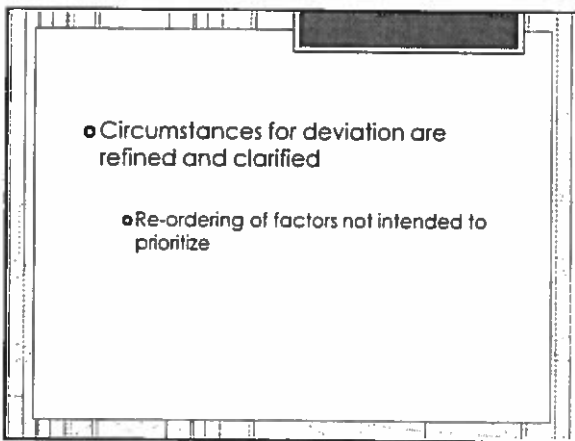 Circumstances for deviation are
refined and clarified
Re-ordering of factors not intended to
prioritize